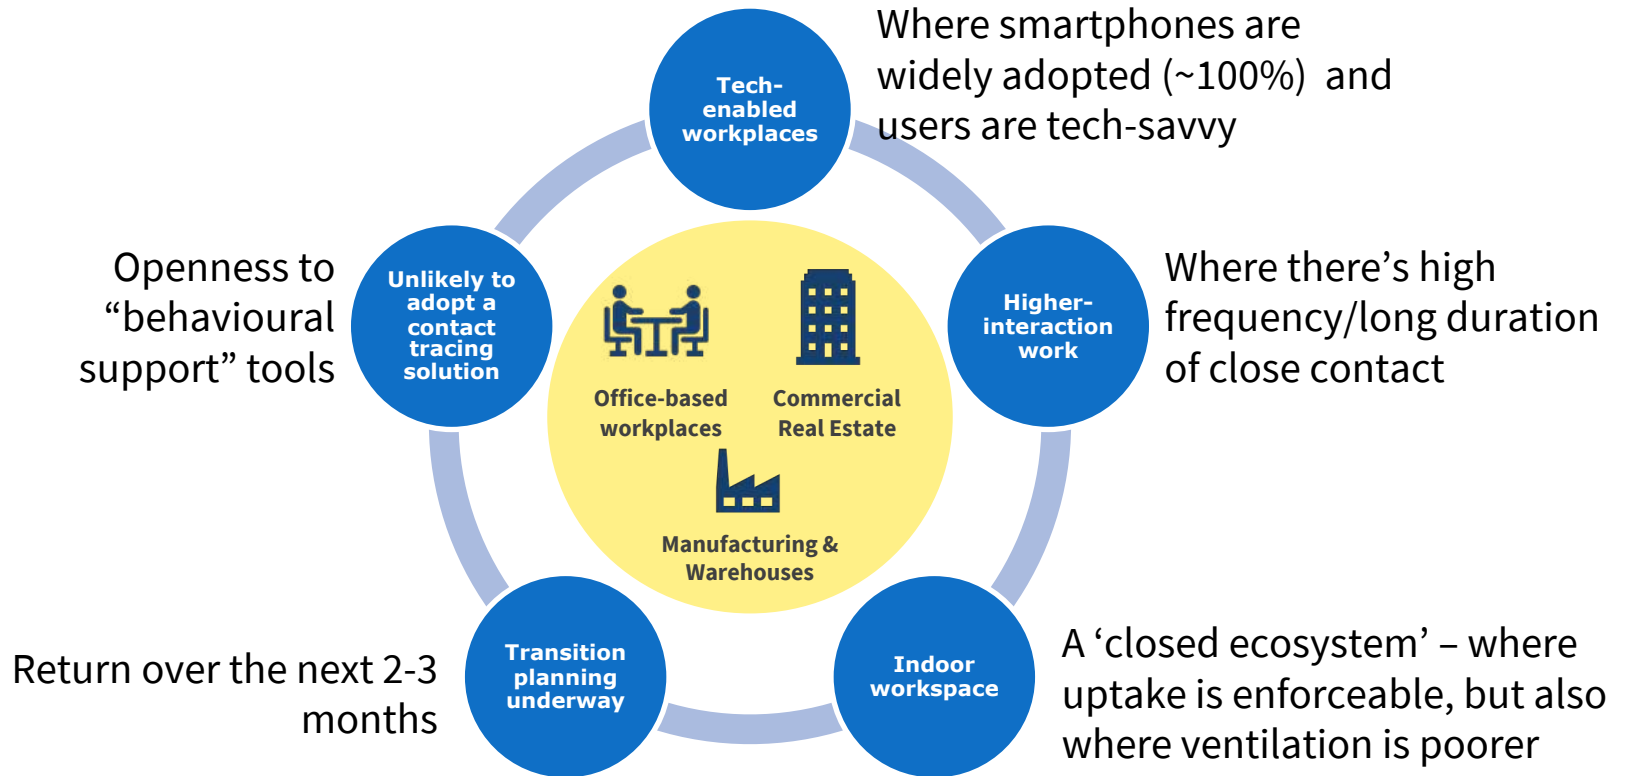 Where smartphones are
widely adopted (~100%) and
users are tech-savvy
Tech-
enabled
workplaces
Openness to
“behavioural
support” tools
Unlikely to
adopt a
contact
tracing
solution
Higher-
interaction
work
Where there’s high
frequency/long duration
of close contact
Office-based
workplaces
Commercial
Real Estate
Manufacturing &
Warehouses
Return over the next 2-3
months
Transition
planning
underway
Indoor
workspace
A ‘closed ecosystem’ – where
uptake is enforceable, but also
where ventilation is poorer